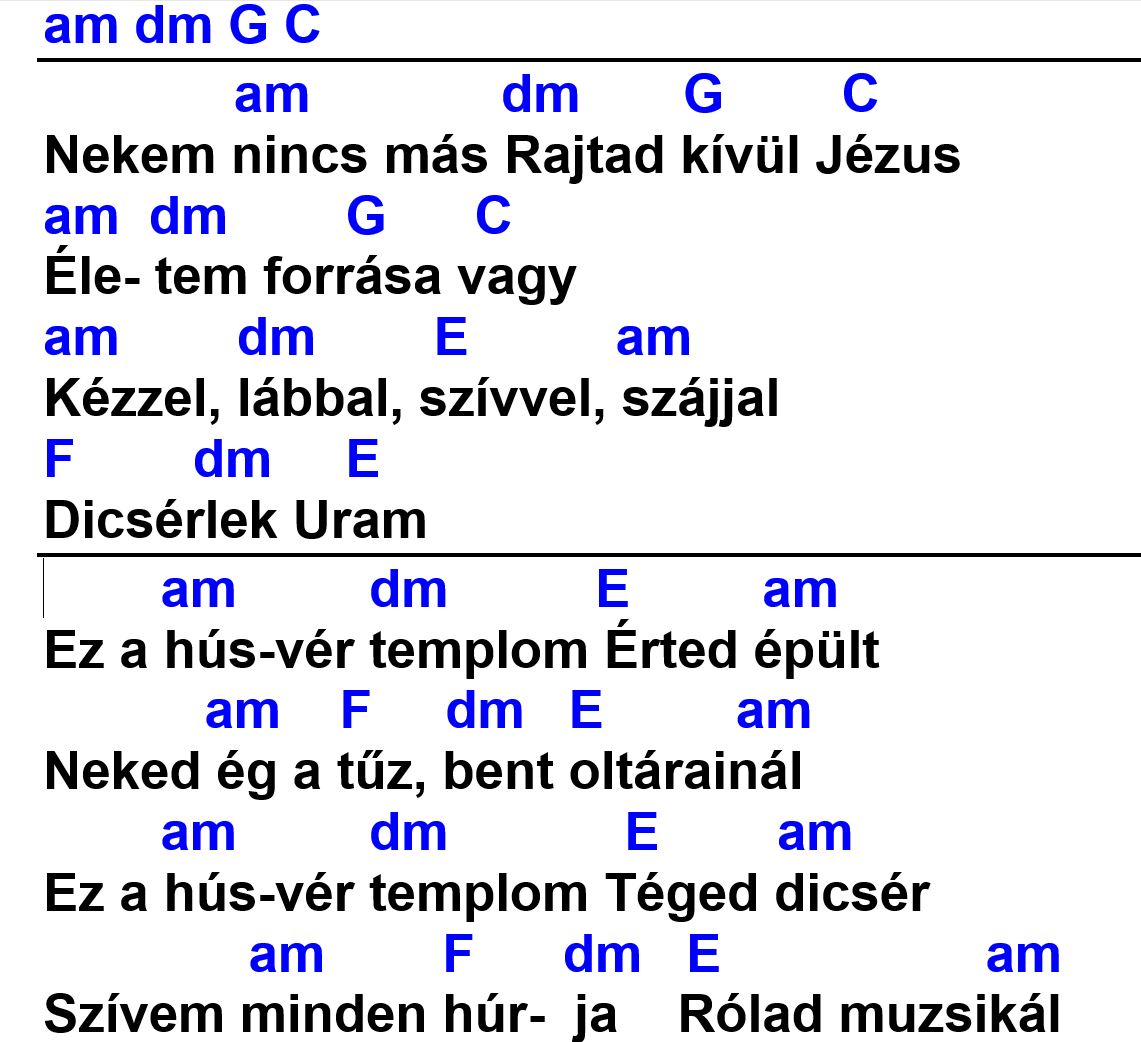 am dm G C
am dm G C
Nekem nincs más Rajtad kívül Jézus
am dm G C
Éle- tem forrása vagy
am dm E am
Kézzel, lábbal, szívvel, szájjal
F dm E
Dicsérlek Uram
am dm E am
Ez a hús-vér templom Érted épült
am F dm E am
Neked ég a tűz, bent oltárainál
am dm E am
Ez a hús-vér templom Téged dicsér
am F dm E am
Szívem minden húr- ja Rólad muzsikál